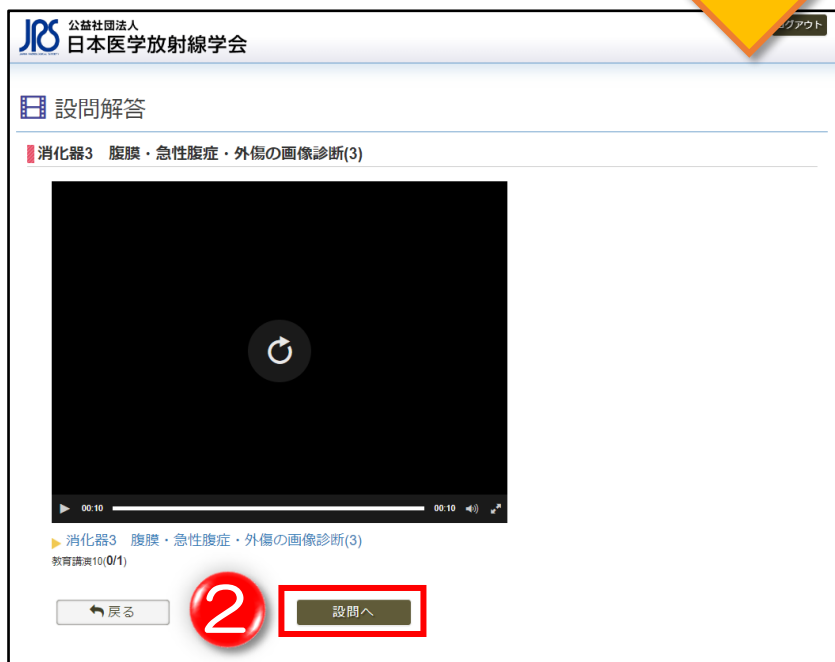 JRS 公益社団法人
日本医学放射線学会
グアウト
設問解答
消化器3 腹膜・急性腹症・外傷の画像診断(3)
00:10 00:10
消化器3 腹膜・急性腹症・外傷の画像診断(3)
教育講演10(0/1)
戻る 2 設問へ